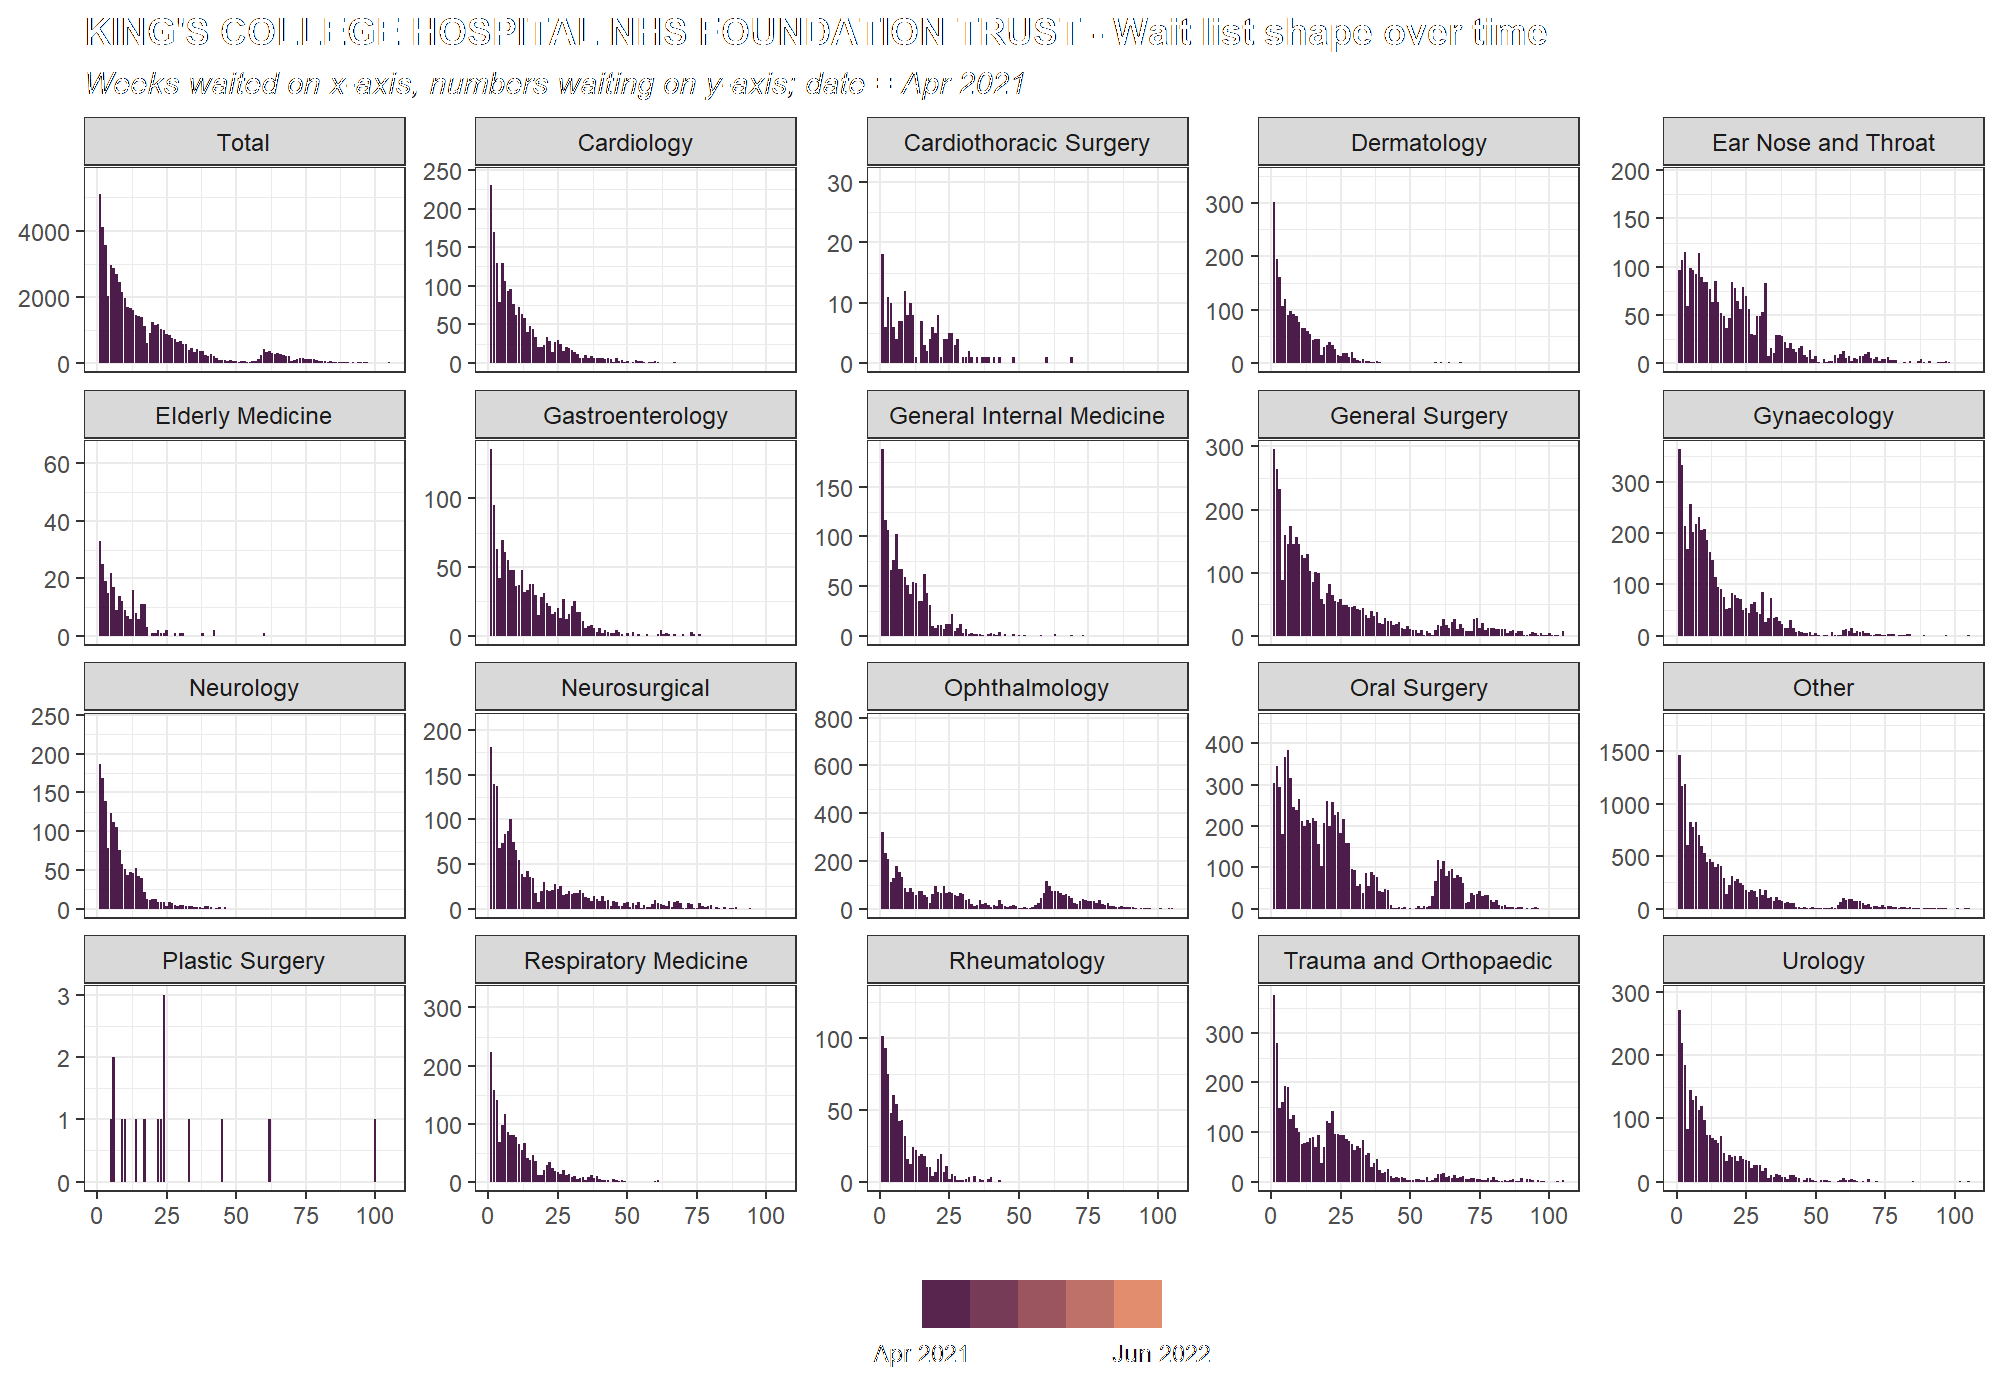 KING'S COLLEGE HOSPITAL NHS FOUNDATION TRUST - Wait list shape over time
Weeks waited on x-axis, numbers waiting on y-axis; date = Apr 2021
Total Cardiology Cardiothoracic Surgery Dermatology Ear Nose and Throat
4000 2000 0
250 200 150 100 50 0
30 20 10 0
300 200 100 0
200 150 100 50 0
Elderly Medicine Gastroenterology General Internal Medicine General Surgery Gynaecology
60 40 20 0
100 50 0
150 100 50 0
300 200 100 0
300 200 100 0
Neurology Neurosurgical Ophthalmology Oral Surgery Other
250 200 150 100 50 0
200 150 100 50 0
800 600 400 200 0
400 300 200 100 0
1500 1000 500 0
Plastic Surgery Respiratory Medicine Rheumatology Trauma and Orthopaedic Urology
3 2 1 0
300 200 100 0
100 50 0
300 200 100 0
300 200 100 0
0 25 50 75 100 0 25 50 75 100 0 25 50 75 100 0 25 50 75 100 0 25 50 75 100
Apr 2021 Jun 2022